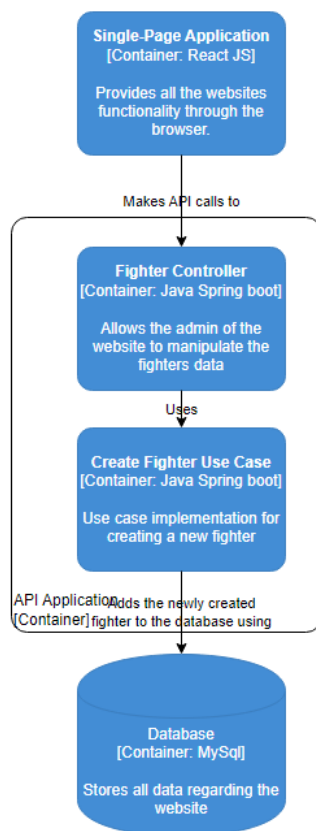 Single-Page Application
[Container: React JS]
Provides all the websites
functionality through the
browser.
Makes API calls to
Fighter Controller
[Container: Java Spring boot]
Allows the admin of the
website to manipulate the
fighters data
Uses
Create Fighter Use Case
[Container: Java Spring boot]
Use case implementation for
creating a new fighter
API Application
[Container]
Adds the newly created
fighter to the database using
Database
[Container: MySql]
Stores all data regarding the
website